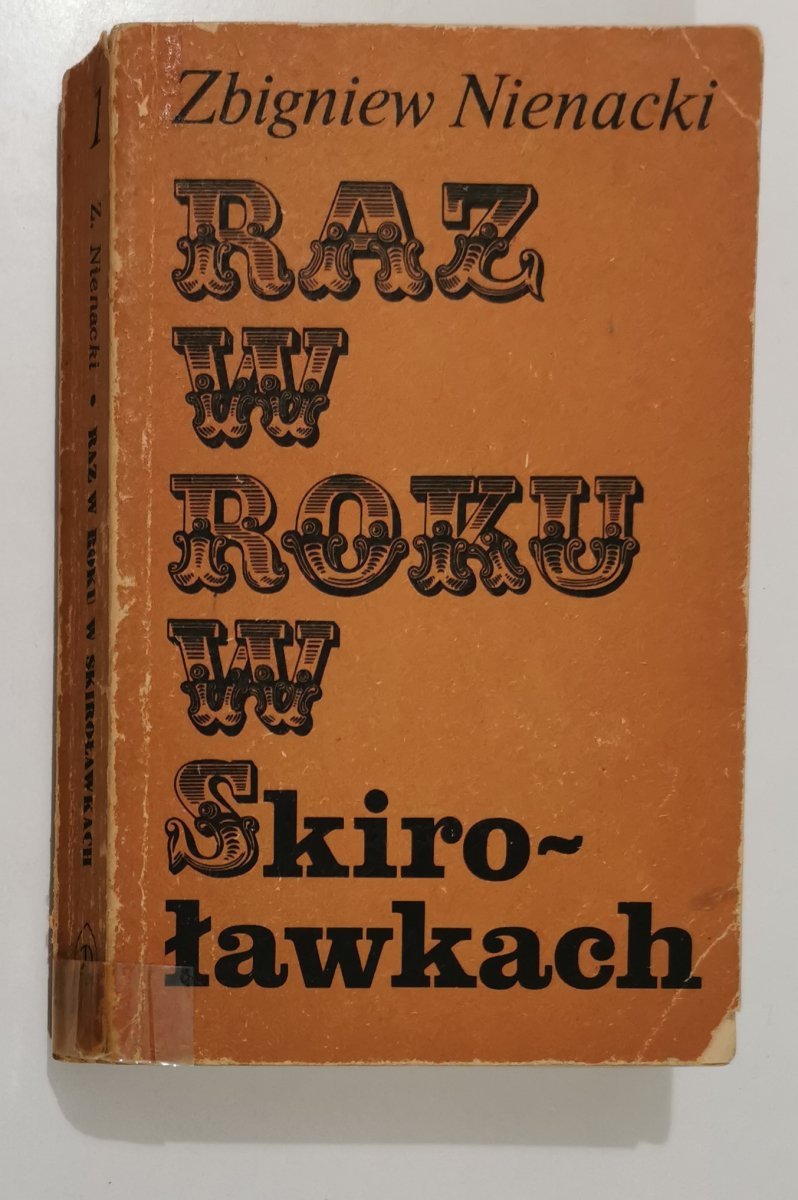 Zbigniew Nienacki
RAZ
W
ROKU
W
Skiro~
ławkach
1
Z. Nienacki • RAZ W ROKU W SKIROŁAWKACH